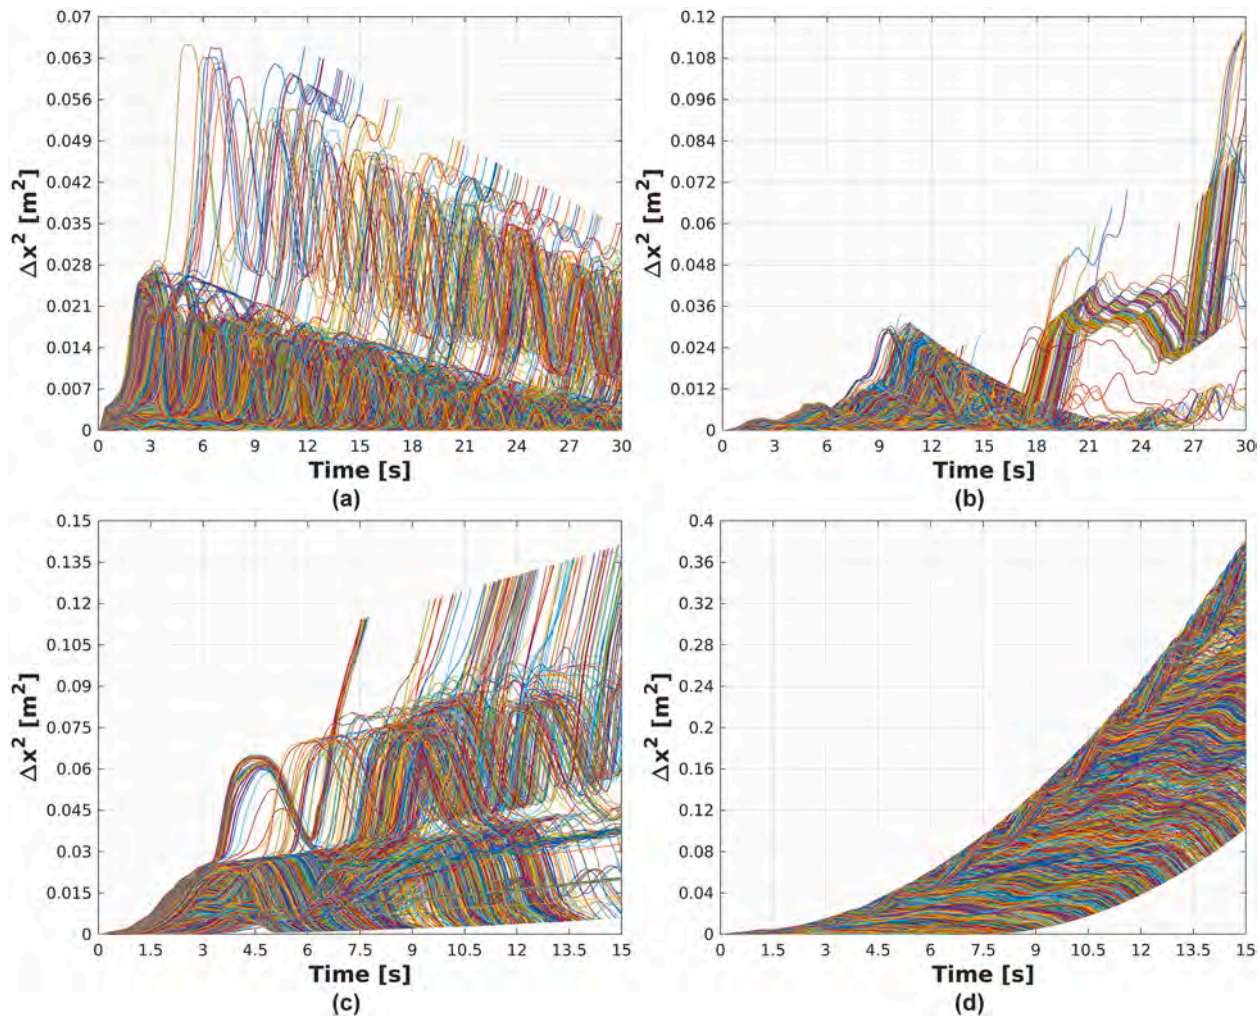 0.07
0.063
0.056
0.049
0.042
0.035
0.028
0.021
0.014
0.007
0
Δx² [m²]
0 3 6 9 12 15 18 21 24 27 30
Time [s]
(a)
0.12
0.108
0.096
0.084
0.072
0.06
0.048
0.036
0.024
0.012
0
Δx² [m²]
0 3 6 9 12 15 18 21 24 27 30
Time [s]
(b)
0.15
0.135
0.12
0.105
0.09
0.075
0.06
0.045
0.03
0.015
0
Δx² [m²]
0 1.5 3 4.5 6 7.5 9 10.5 12 13.5 15
Time [s]
(c)
0.4
0.36
0.32
0.28
0.24
0.2
0.16
0.12
0.08
0.04
0
Δx² [m²]
0 1.5 3 4.5 6 7.5 9 10.5 12 13.5 15
Time [s]
(d)